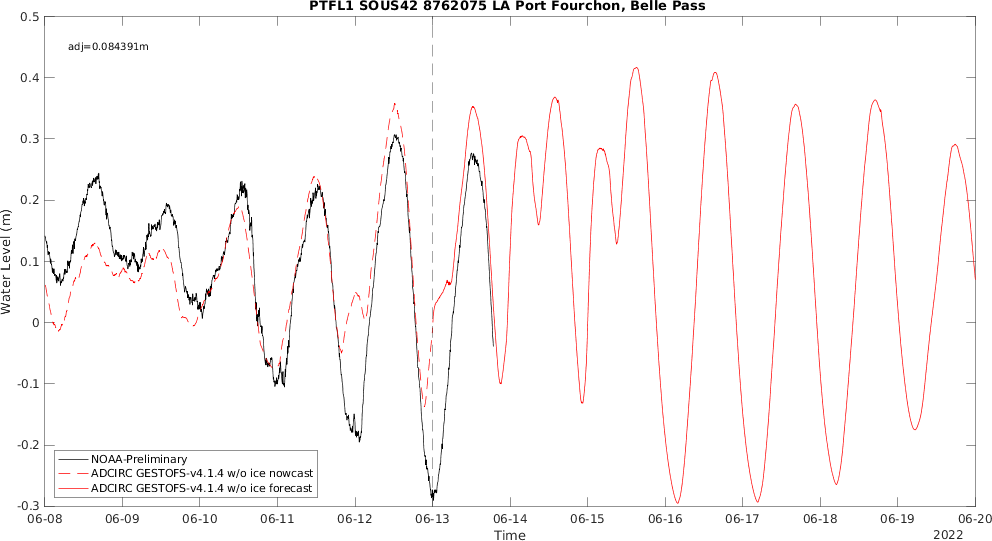 PTFL1 SOUS42 8762075 LA Port Fourchon, Belle Pass
0.5
adj=0.084391m
0.4
0.3
0.2
0.1
0
-0.1
-0.2
-0.3
Water Level (m)
NOAA-Preliminary
ADCIRC GESTOFS-v4.1.4 w/o ice nowcast
ADCIRC GESTOFS-v4.1.4 w/o ice forecast
06-08 06-09 06-10 06-11 06-12 06-13 06-14 06-15 06-16 06-17 06-18 06-19 06-20
Time
2022